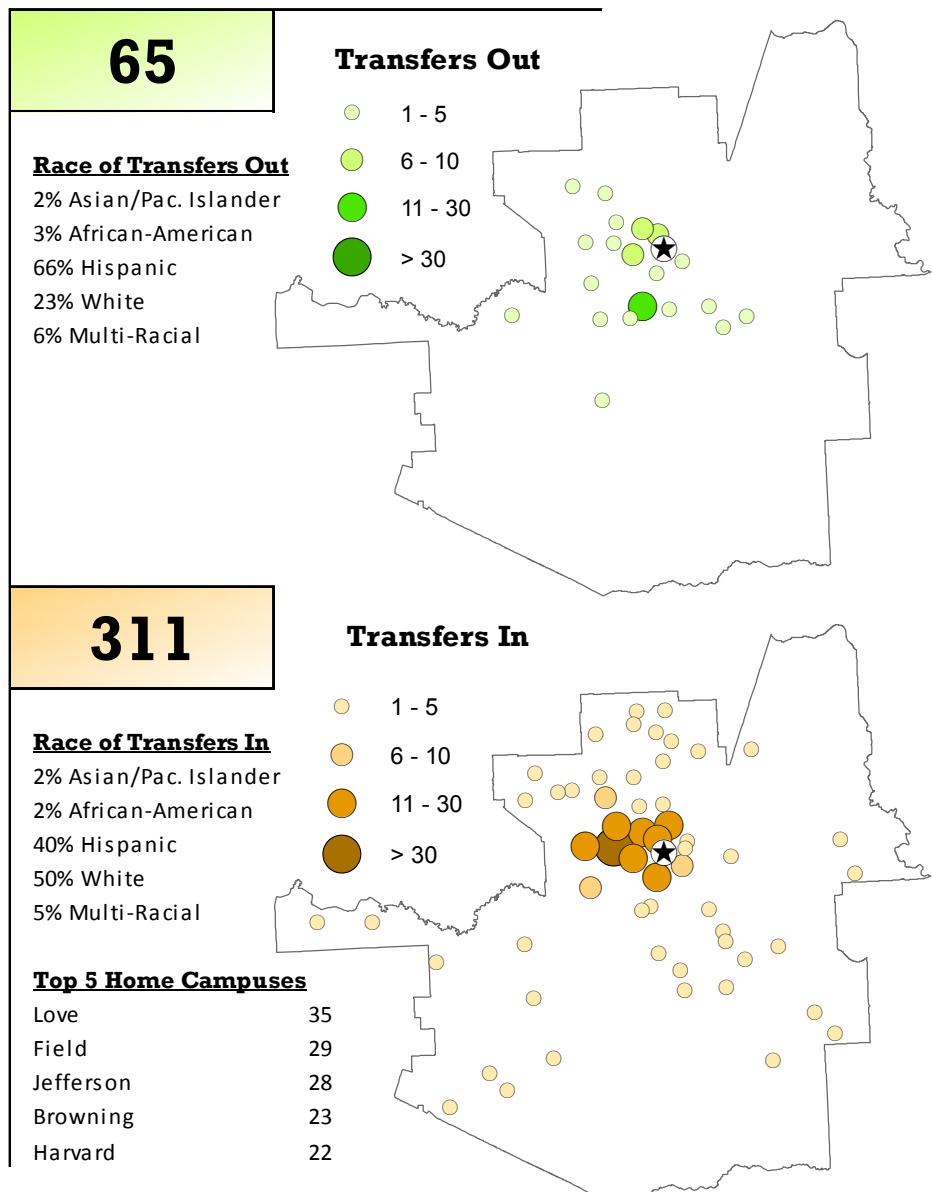 65
Transfers Out
1 - 5
6 - 10
11 - 30
> 30
Race of Transfers Out
2% Asian/Pac. Islander
3% African-American
66% Hispanic
23% White
6% Multi-Racial
311
Transfers In
1 - 5
6 - 10
11 - 30
> 30
Race of Transfers In
2% Asian/Pac. Islander
2% African-American
40% Hispanic
50% White
5% Multi-Racial
Top 5 Home Campuses
Love 35
Field 29
Jefferson 28
Browning 23
Harvard 22